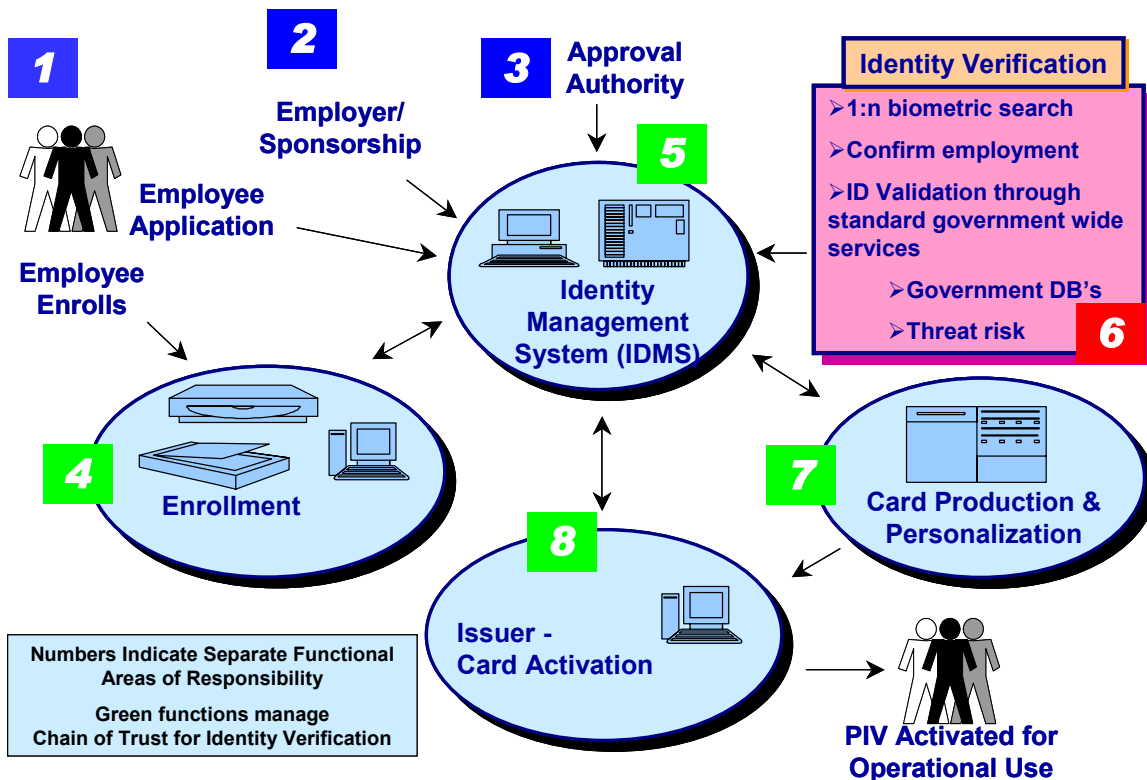 1
2
3
Approval
Authority
Employer/
Sponsorship
Employee
Application
Employee
Enrolls
Identity Verification
➢1:n biometric search
➢Confirm employment
➢ID Validation through
standard government wide
services
➢Government DB's
➢Threat risk
6
5
Identity
Management
System (IDMS)
4
Enrollment
7
Card Production &
Personalization
8
Issuer -
Card Activation
Numbers Indicate Separate Functional
Areas of Responsibility
Green functions manage
Chain of Trust for Identity Verification
PIV Activated for
Operational Use